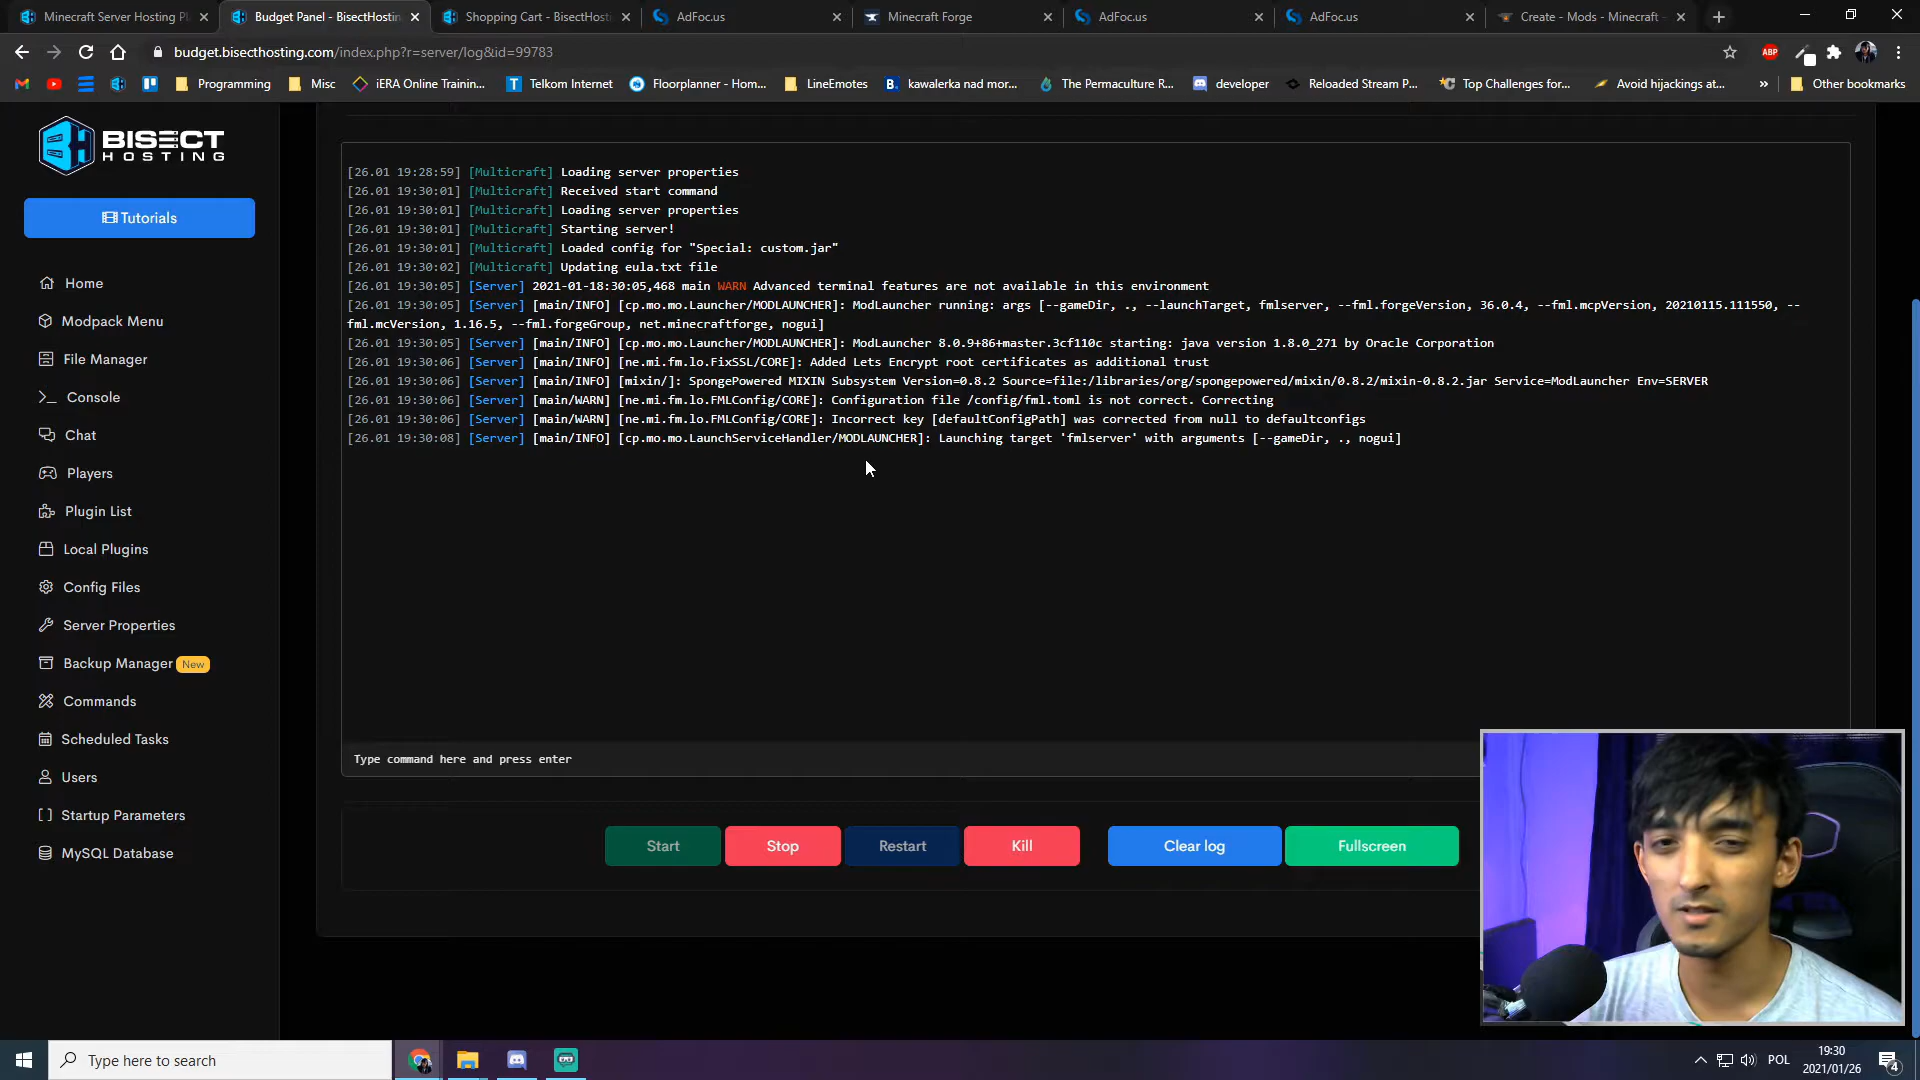 Minecraft Server Hosting Pl
Budget Panel - BisectHostin
Shopping Cart - BisectHosti
AdFoc.us
Minecraft Forge
AdFoc.us
AdFoc.us
Create - Mods - Minecraft -
budget.bisecthosting.com/index.php?r=server/log&id=99783
ABP
Programming
Misc
iERA Online Trainin...
Telkom Internet
Floorplanner - Hom...
LineEmotes
B. kawalerka nad mor...
The Permaculture R...
developer
Reloaded Stream P...
Top Challenges for...
Avoid hijackings at...
»
Other bookmarks
BISECT
HOSTING
Tutorials
Home
Modpack Menu
File Manager
Console
Chat
Players
Plugin List
Local Plugins
Config Files
Server Properties
Backup Manager New
Commands
Scheduled Tasks
Users
Startup Parameters
MySQL Database
[26.01 19:28:59] [Multicraft] Loading server properties
[26.01 19:30:01] [Multicraft] Received start command
[26.01 19:30:01] [Multicraft] Loading server properties
[26.01 19:30:01] [Multicraft] Starting server!
[26.01 19:30:01] [Multicraft] Loaded config for "Special: custom.jar"
[26.01 19:30:02] [Multicraft] Updating eula.txt file
[26.01 19:30:05] [Server] 2021-01-18:30:05,468 main WARN Advanced terminal features are not available in this environment
[26.01 19:30:05] [Server] [main/INFO] [cp.mo.mo.Launcher/MODLAUNCHER]: ModLauncher running: args [--gameDir, ., --launchTarget, fmlserver, --fml.forgeVersion, 36.0.4, --fml.mcpVersion, 20210115.111550, --
fml.mcVersion, 1.16.5, --fml.forgeGroup, net.minecraftforge, nogui]
[26.01 19:30:05] [Server] [main/INFO] [cp.mo.mo.Launcher/MODLAUNCHER]: ModLauncher 8.0.9+86+master.3cf110c starting: java version 1.8.0_271 by Oracle Corporation
[26.01 19:30:06] [Server] [main/INFO] [ne.mi.fm.lo.FixSSL/CORE]: Added Lets Encrypt root certificates as additional trust
[26.01 19:30:06] [Server] [main/INFO] [mixin/]: SpongePowered MIXIN Subsystem Version=0.8.2 Source=file:/libraries/org/spongepowered/mixin/0.8.2/mixin-0.8.2.jar Service=ModLauncher Env=SERVER
[26.01 19:30:06] [Server] [main/WARN] [ne.mi.fm.lo.FMLConfig/CORE]: Configuration file /config/fml.toml is not correct. Correcting
[26.01 19:30:06] [Server] [main/WARN] [ne.mi.fm.lo.FMLConfig/CORE]: Incorrect key [defaultConfigPath] was corrected from null to defaultconfigs
[26.01 19:30:08] [Server] [main/INFO] [cp.mo.mo.LaunchServiceHandler/MODLAUNCHER]: Launching target 'fmlserver' with arguments [--gameDir, ., nogui]
Type command here and press enter
Start
Stop
Restart
Kill
Clear log
Fullscreen
Type here to search
POL
19:30
2021/01/26
4